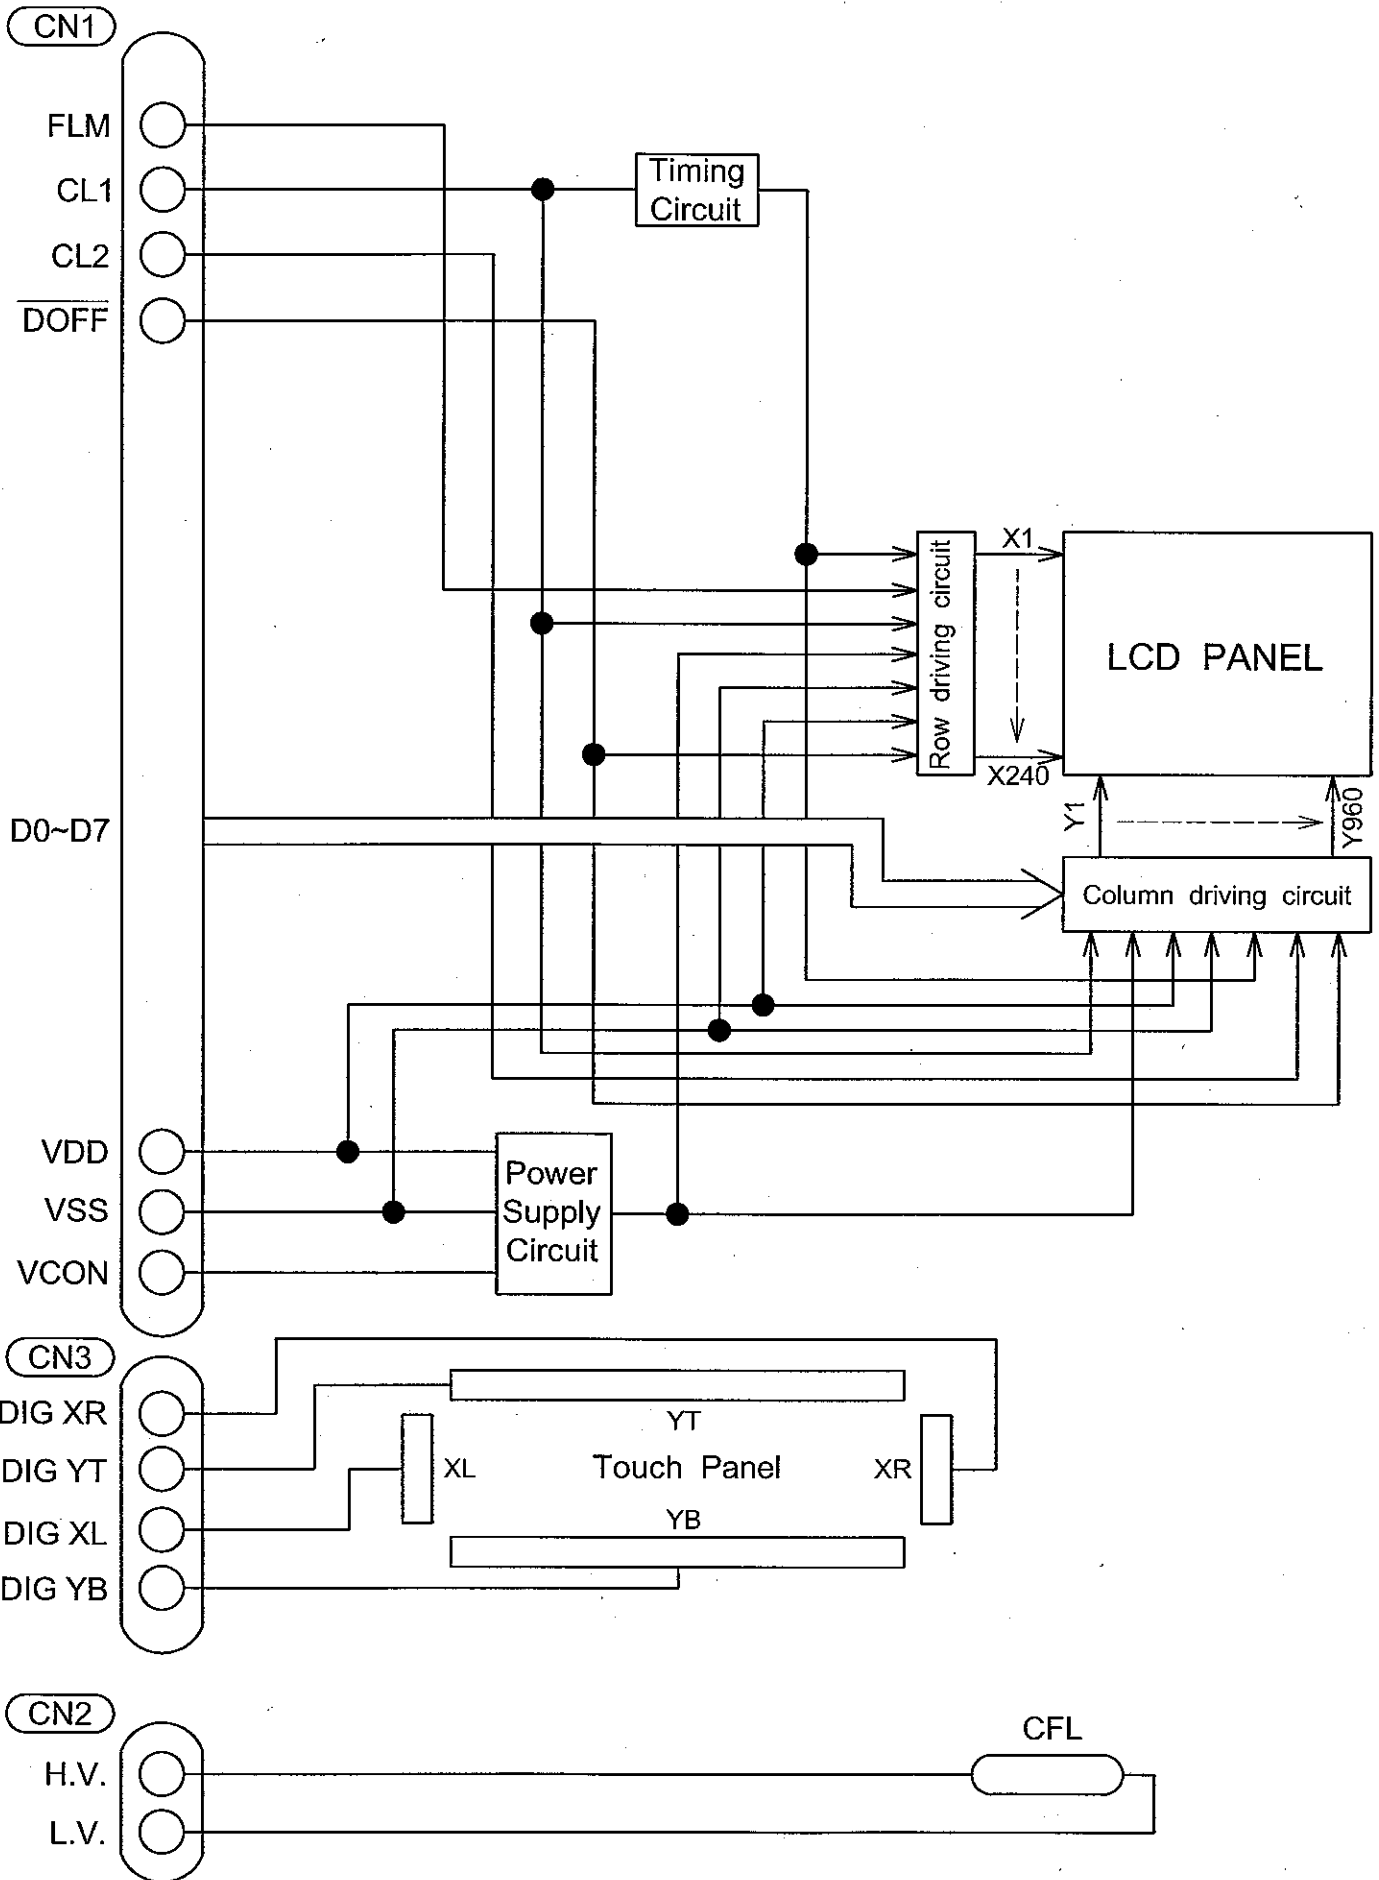 CN1
FLM
CL1
Timing
Circuit
CL2
DOFF
X1
Row driving circuit
LCD PANEL
X240
D0~D7
Y1
Y960
Column driving circuit
VDD
VSS
VCON
Power
Supply
Circuit
CN3
DIG XR
DIG YT
DIG XL
DIG YB
YT
XL
Touch Panel
XR
YB
CN2
H.V.
L.V.
CFL